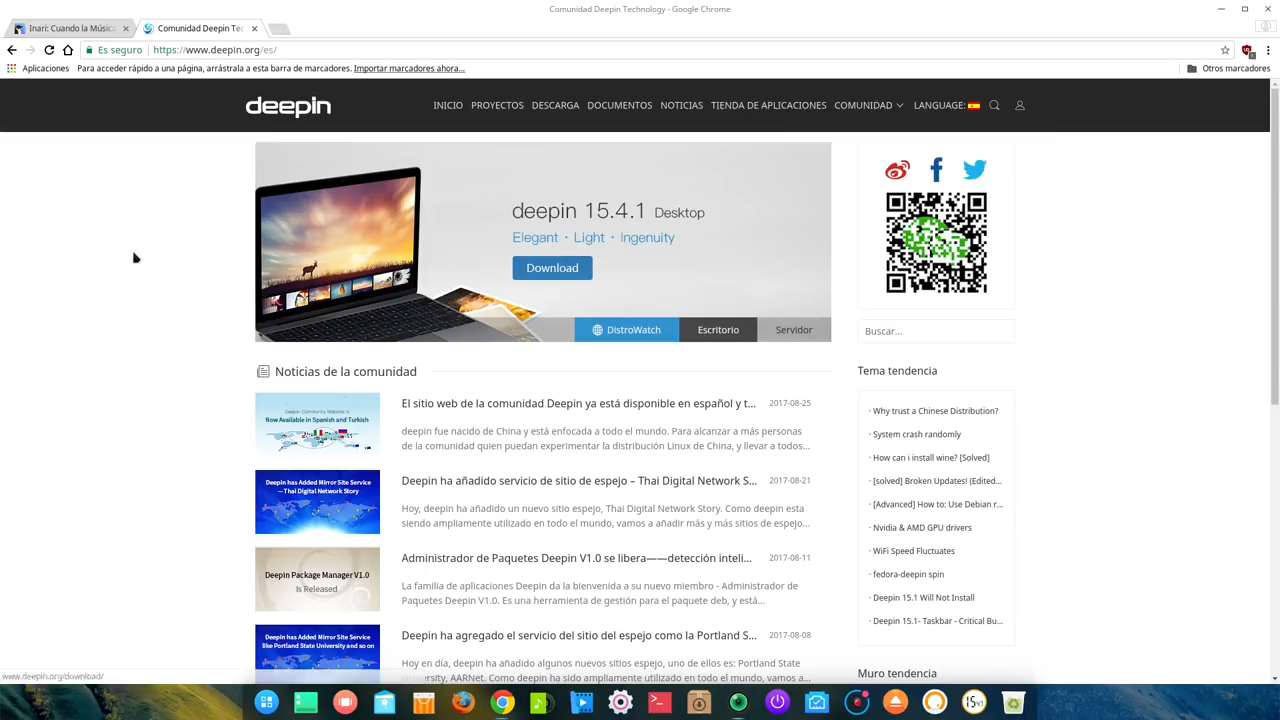 Comunidad Deepin Technology - Google Chrome
Inari: Cuando la Música
Comunidad Deepin Tec
Es seguro
https://www.deepin.org/es/
Aplicaciones
Para acceder rápido a una página, arrástrala a esta barra de marcadores. Importar marcadores ahora...
Otros marcadores
deepin
INICIO PROYECTOS DESCARGA DOCUMENTOS NOTICIAS TIENDA DE APLICACIONES COMUNIDAD LANGUAGE:
deepin 15.4.1 Desktop
Elegant · Light · Ingenuity
Download
DistroWatch Escritorio Servidor
Buscar...
Noticias de la comunidad
Deepin Community Website is
Now Available in Spanish and Turkish
El sitio web de la comunidad Deepin ya está disponible en español y t... 2017-08-25
deepin fue nacido de China y está enfocada a todo el mundo. Para alcanzar a más personas
de la comunidad quien puedan experimentar la distribución Linux de China, y llevar a todos...
Deepin has Added Mirror Site Service
— Thai Digital Network Story
Deepin ha añadido servicio de sitio de espejo – Thai Digital Network S... 2017-08-21
Hoy, deepin ha añadido un nuevo sitio espejo, Thai Digital Network Story. Como deepin esta
siendo ampliamente utilizado en todo el mundo, vamos a añadir más y más sitios de espejo...
Deepin Package Manager V1.0
Is Released
Administrador de Paquetes Deepin V1.0 se libera——detección inteli... 2017-08-11
La familia de aplicaciones Deepin da la bienvenida a su nuevo miembro - Administrador de
Paquetes Deepin V1.0. Es una herramienta de gestión para el paquete deb, y está...
Deepin has Added Mirror Site Service
like Portland State University and so on
Deepin ha agregado el servicio del sitio del espejo como la Portland S... 2017-08-08
Hoy en día, deepin ha añadido algunos nuevos sitios espejo, uno de ellos es: Portland State
University, AARNet. Como deepin ha sido ampliamente utilizado en todo el mundo, vamos a...
Tema tendencia
· Why trust a Chinese Distribution?
· System crash randomly
· How can i install wine? [Solved]
· [solved] Broken Updates! (Edited...
· [Advanced] How to: Use Debian r...
· Nvidia & AMD GPU drivers
· WiFi Speed Fluctuates
· fedora-deepin spin
· Deepin 15.1 Will Not Install
· Deepin 15.1- Taskbar - Critical Bu...
Muro tendencia
www.deepin.org/download/